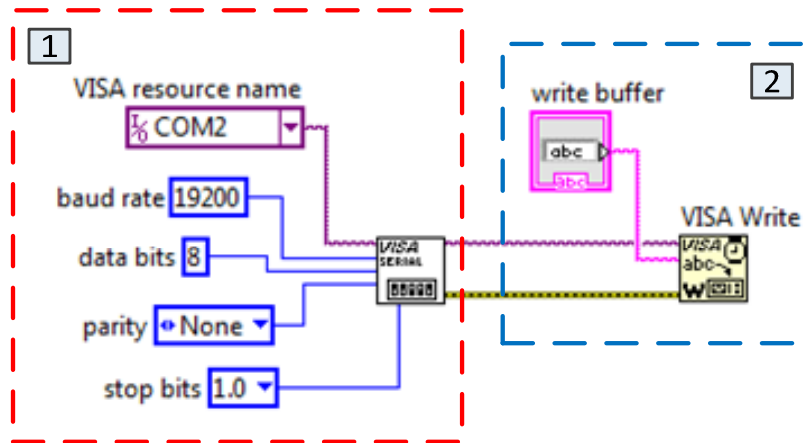 1
VISA resource name
I/O COM2
baud rate 19200
data bits 8
parity None
stop bits 1.0
VISA
SERIAL
2
write buffer
abc
abc
VISA Write
VISA
abc
W